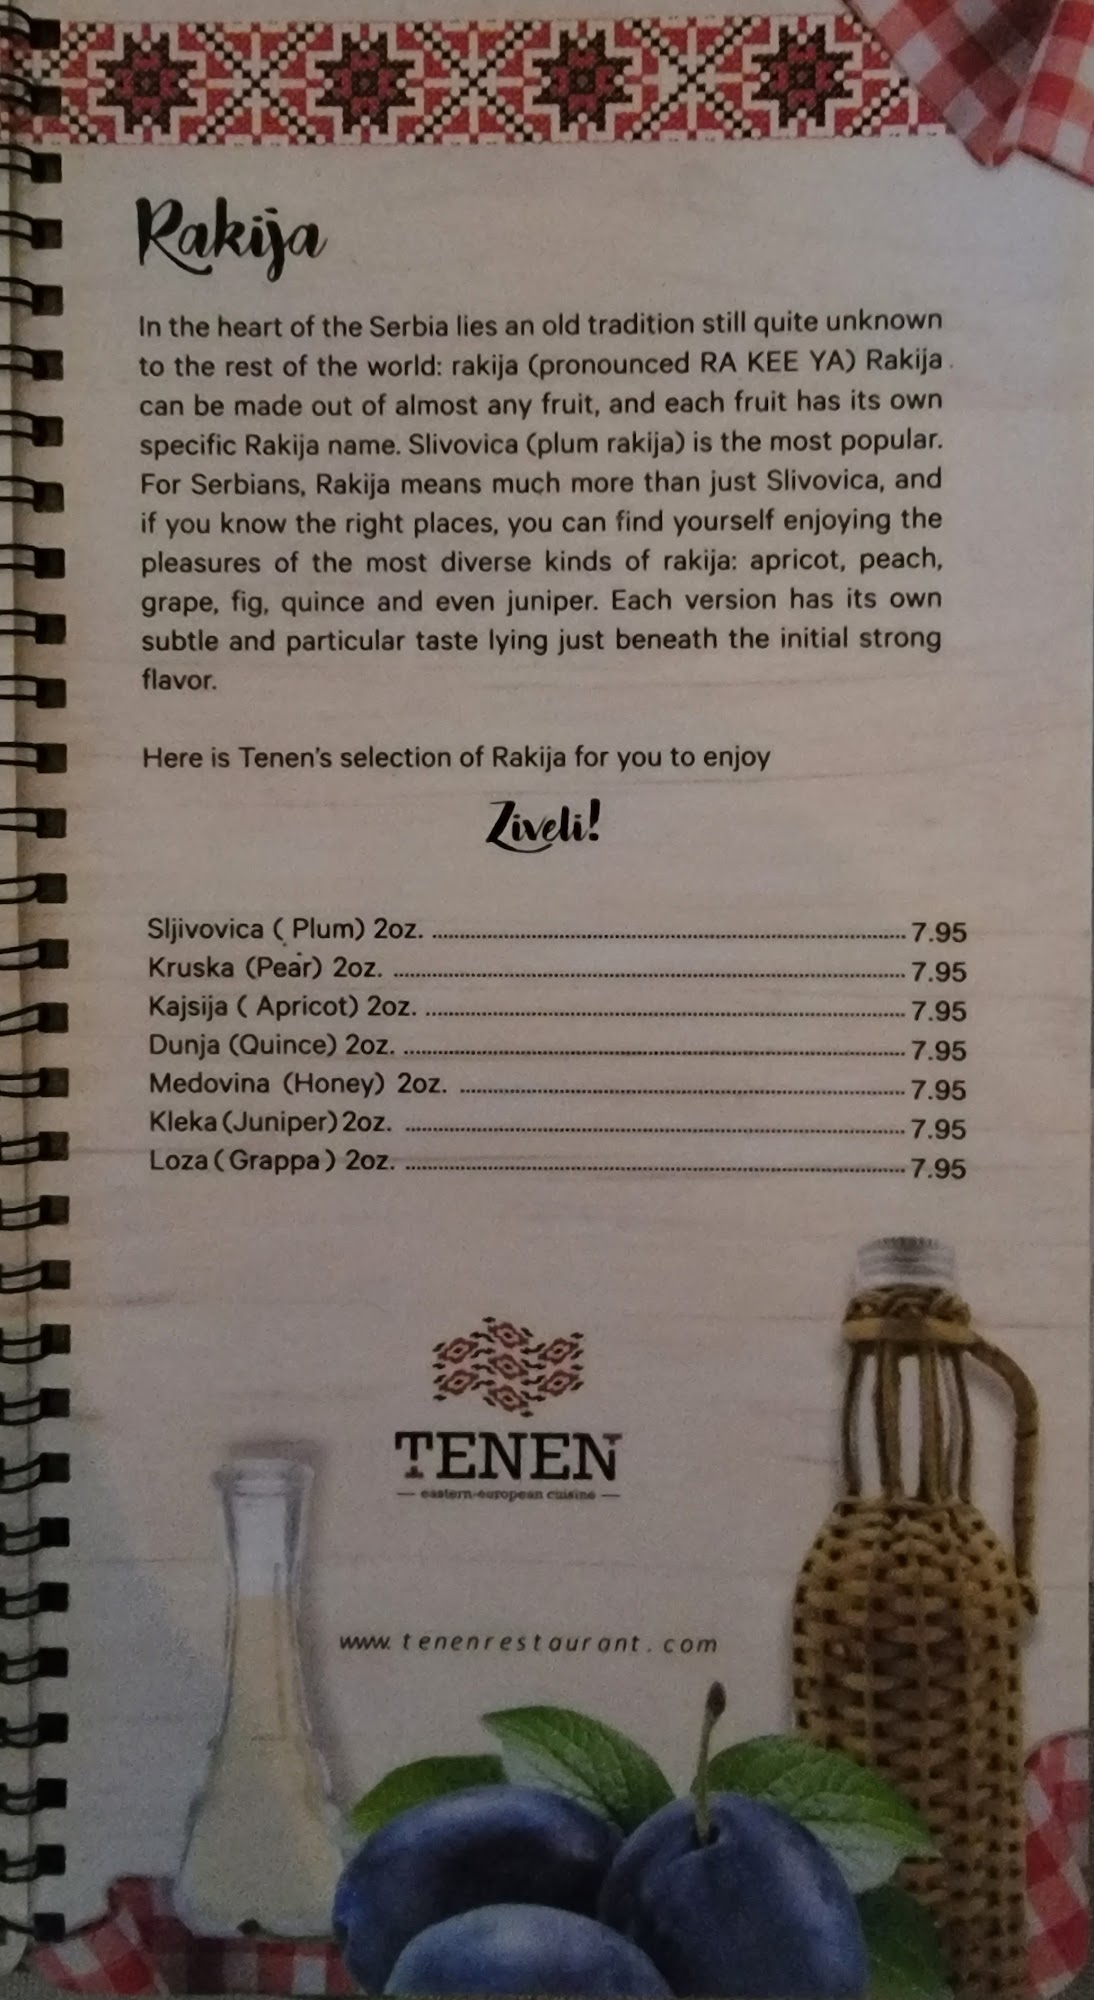 Rakija
In the heart of the Serbia lies an old tradition still quite unknown
to the rest of the world: rakija (pronounced RA KEE YA) Rakija
can be made out of almost any fruit, and each fruit has its own
specific Rakija name. Slivovica (plum rakija) is the most popular.
For Serbians, Rakija means much more than just Slivovica, and
if you know the right places, you can find yourself enjoying the
pleasures of the most diverse kinds of rakija: apricot, peach,
grape, fig, quince and even juniper. Each version has its own
subtle and particular taste lying just beneath the initial strong
flavor.
Here is Tenen's selection of Rakija for you to enjoy
Ziveli!
Sljivovica ( Plum) 2oz. 7.95
Kruska (Pear) 2oz. 7.95
Kajsija ( Apricot) 2oz. 7.95
Dunja (Quince) 2oz. 7.95
Medovina (Honey) 2oz. 7.95
Kleka (Juniper) 2oz. 7.95
Loza ( Grappa ) 2oz. 7.95
TENEN
eastern-european cuisine
www.tenenrestaurant.com